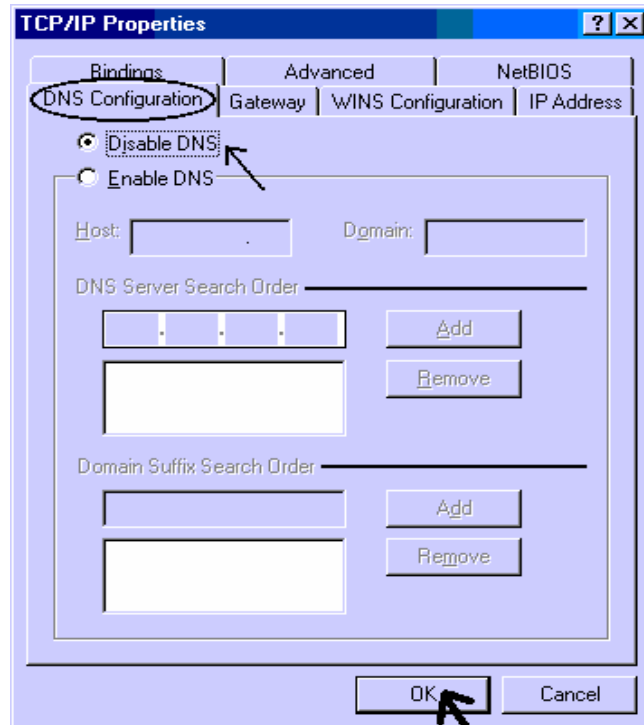 TCP/IP Properties
Bindings Advanced NetBIOS
DNS Configuration Gateway WINS Configuration IP Address
Disable DNS
Enable DNS
Host: Domain:
DNS Server Search Order
Add
Remove
Domain Suffix Search Order
Add
Remove
OK Cancel